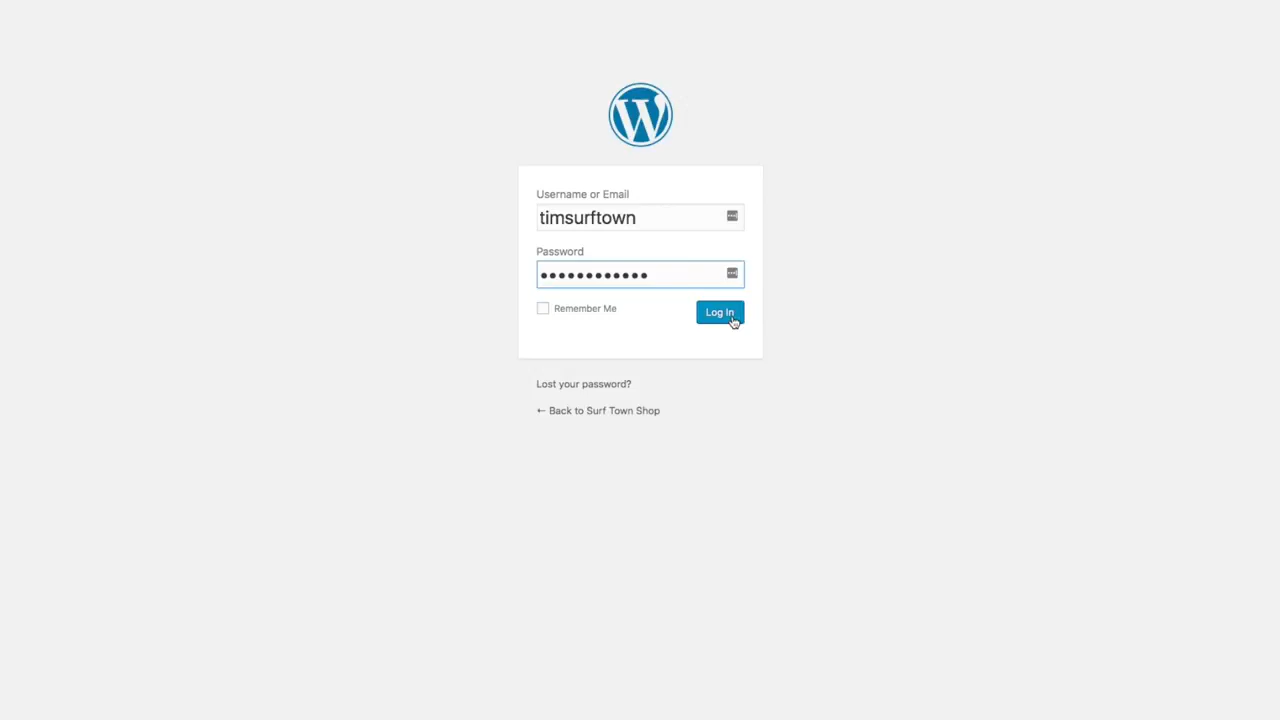 Username or Email
timsurftown
Password
Remember Me
Log In
Lost your password?
← Back to Surf Town Shop